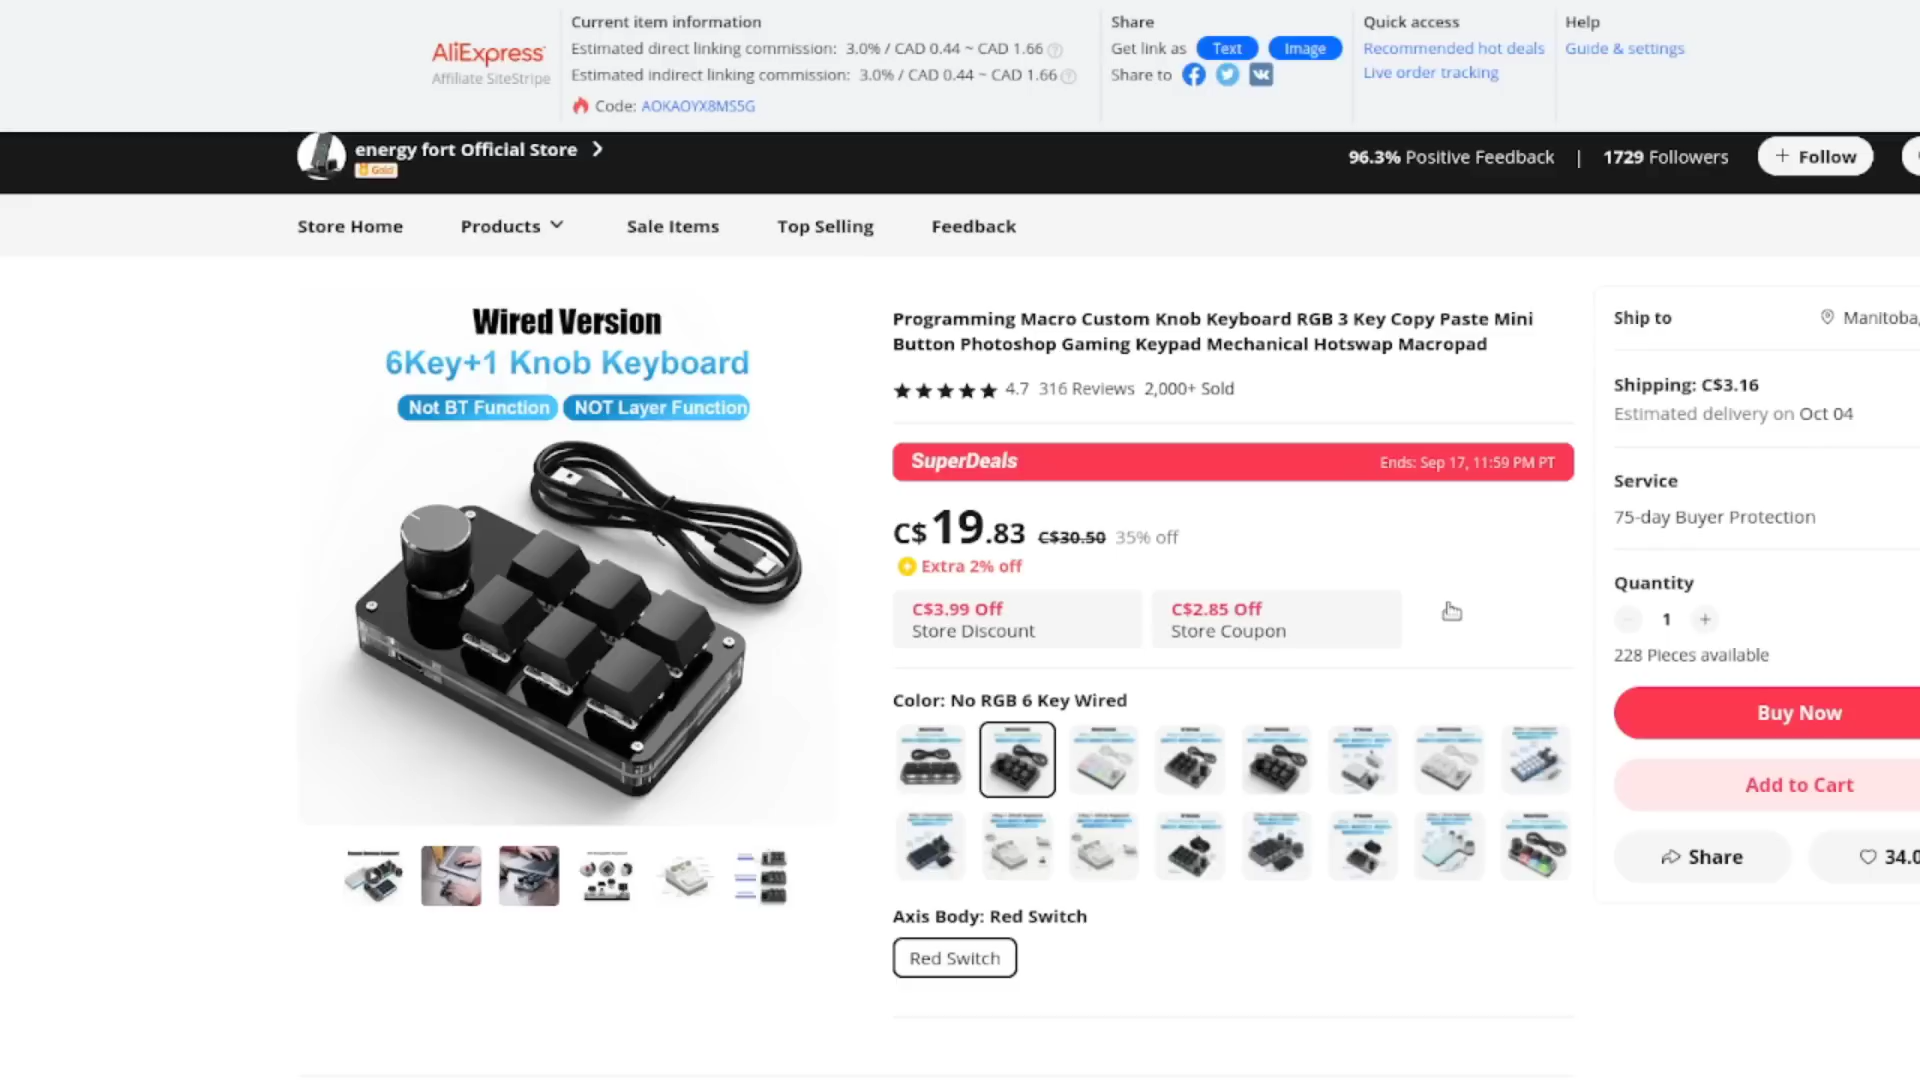 AliExpress
Affiliate SiteStripe
Current item information
Estimated direct linking commission: 3.0% / CAD 0.44 ~ CAD 1.66
Estimated indirect linking commission: 3.0% / CAD 0.44 ~ CAD 1.66
Code: AOKAOYX8MS5G
Share
Get link as Text Image
Share to
Quick access
Recommended hot deals
Live order tracking
Help
Guide & settings
energy fort Official Store
Gold
96.3% Positive Feedback | 1729 Followers + Follow
Store Home Products Sale Items Top Selling Feedback
Wired Version
6Key+1 Knob Keyboard
Not BT Function NOT Layer Function
Programming Macro Custom Knob Keyboard RGB 3 Key Copy Paste Mini
Button Photoshop Gaming Keypad Mechanical Hotswap Macropad
4.7 316 Reviews 2,000+ Sold
SuperDeals Ends: Sep 17, 11:59 PM PT
C$19.83 C$30.50 35% off
Extra 2% off
C$3.99 Off
Store Discount
C$2.85 Off
Store Coupon
Color: No RGB 6 Key Wired
Axis Body: Red Switch
Red Switch
Ship to Manitoba,
Shipping: C$3.16
Estimated delivery on Oct 04
Service
75-day Buyer Protection
Quantity
- 1 +
228 Pieces available
Buy Now
Add to Cart
Share 34.0